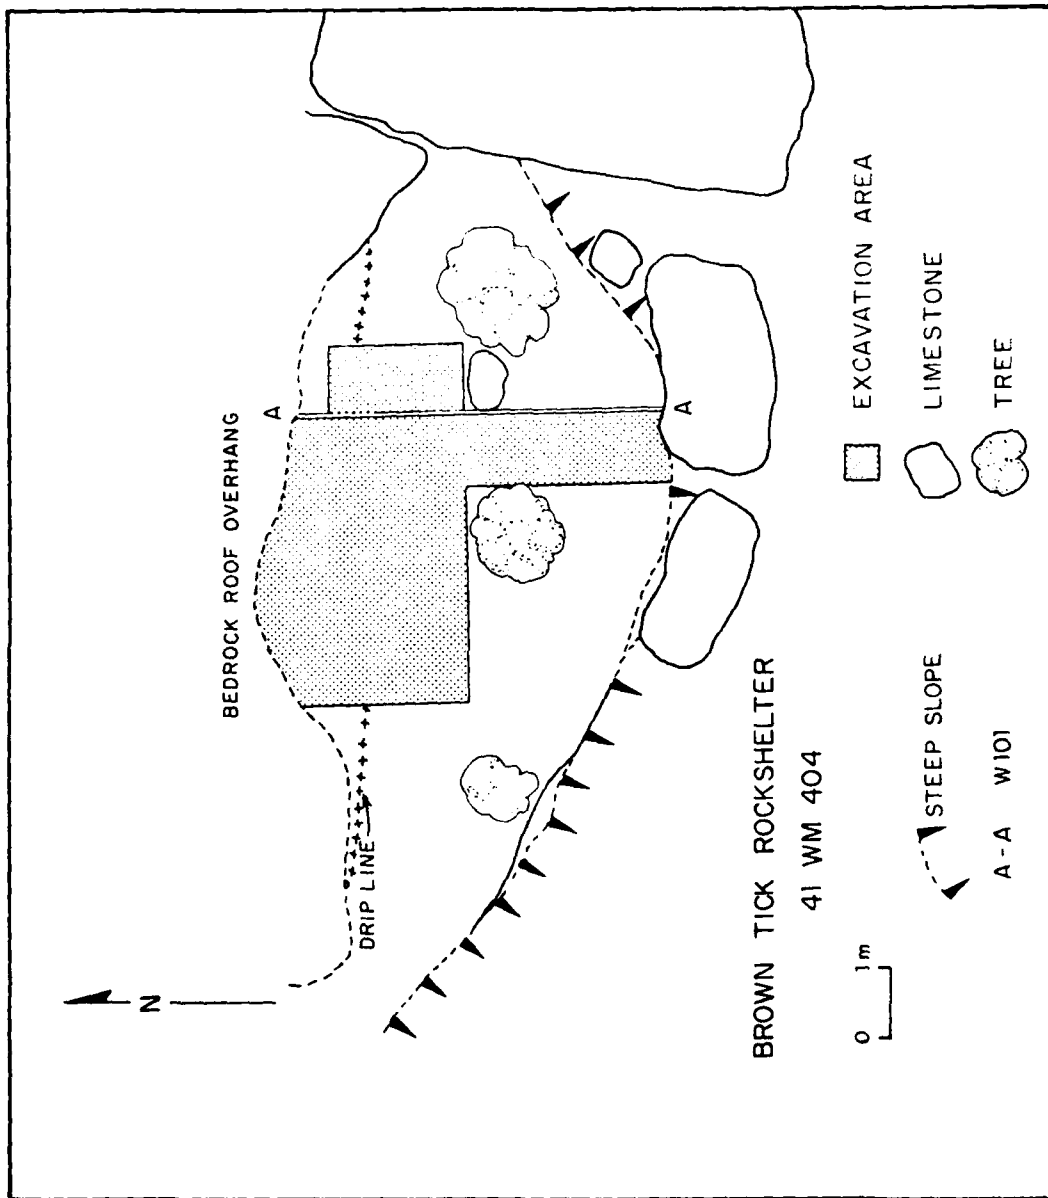 BEDROCK ROOF OVERHANG
A
DRIP LINE
N
A
BROWN TICK ROCKSHELTER
41 WM 404
0 1m
STEEP SLOPE
A-A W101
EXCAVATION AREA
LIMESTONE
TREE